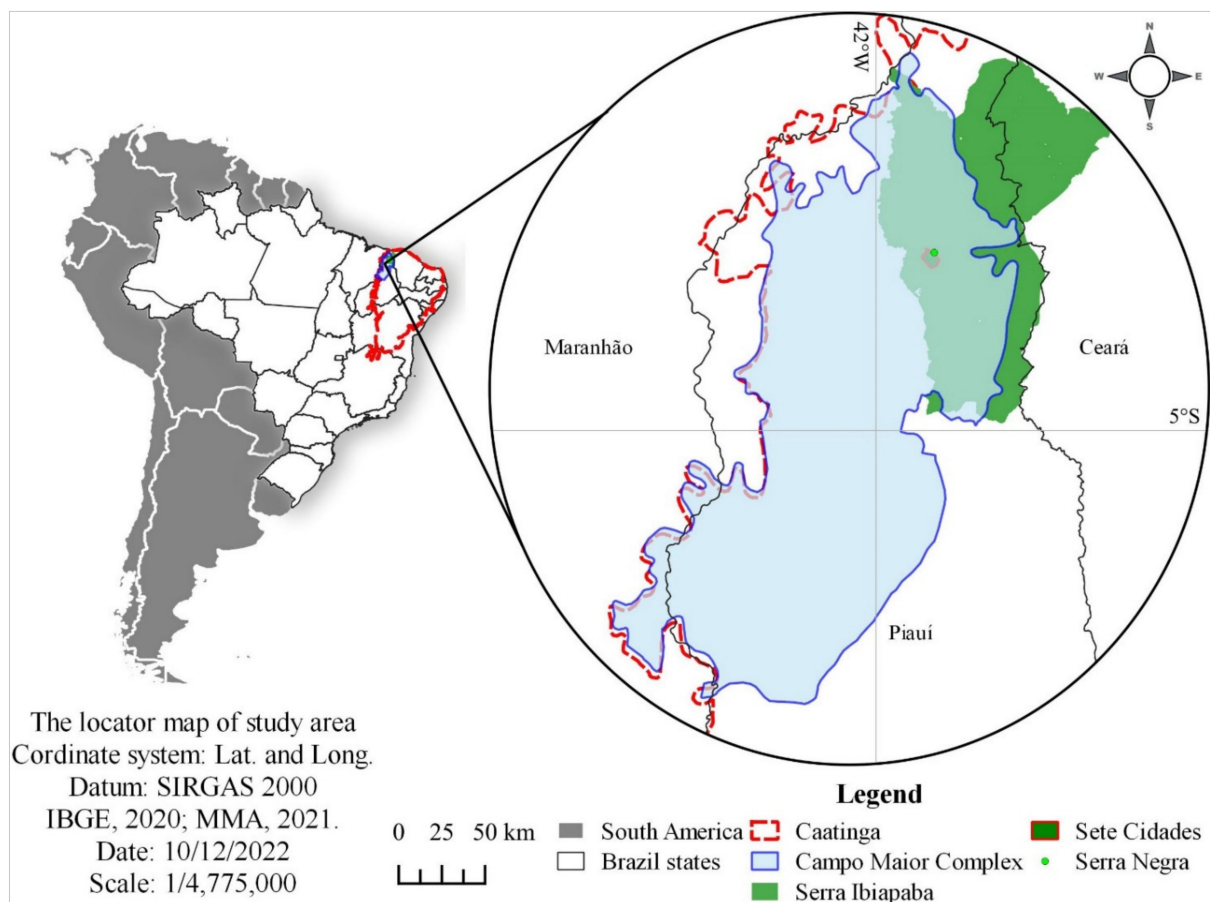 42°W
N
W
E
S
Maranhão
Ceará
5°S
Piauí
The locator map of study area
Cordinate system: Lat. and Long.
Datum: SIRGAS 2000
IBGE, 2020; MMA, 2021.
Date: 10/12/2022
Scale: 1/4,775,000
0 25 50 km
Legend
South America
Brazil states
Caatinga
Campo Maior Complex
Serra Ibiapaba
Sete Cidades
Serra Negra